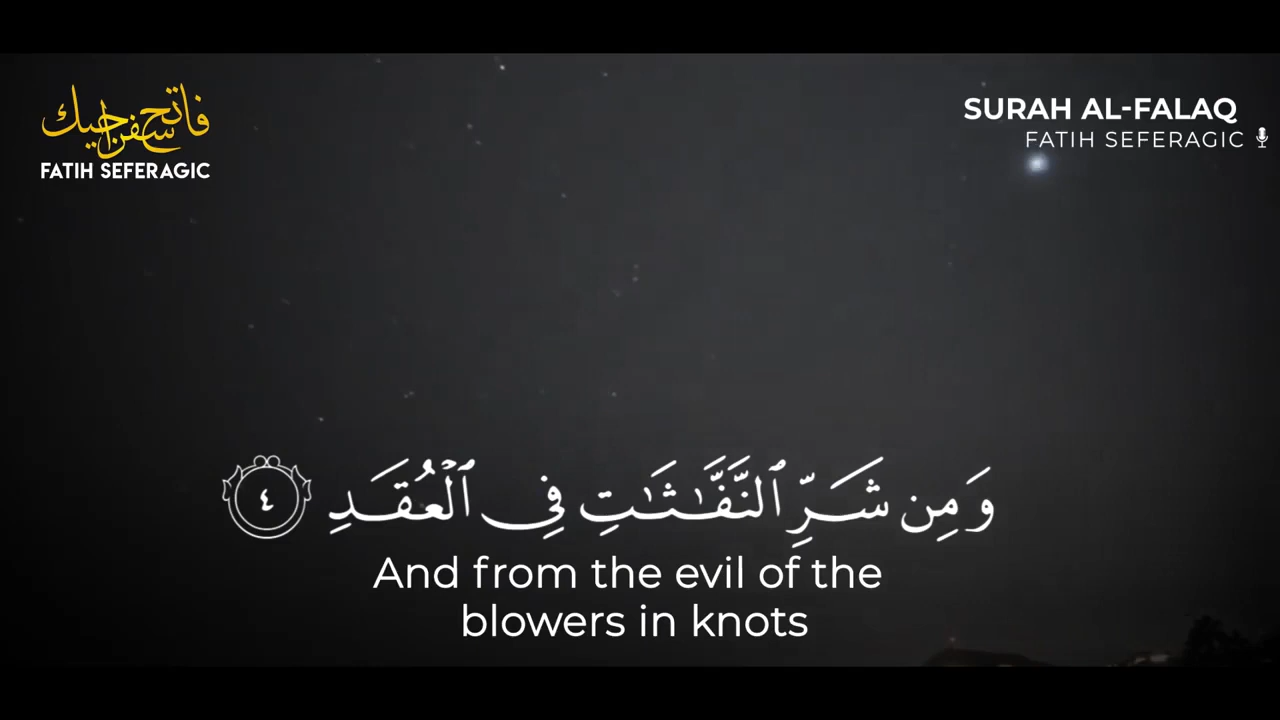 فاتح سفراجيك
FATIH SEFERAGIC
SURAH AL-FALAQ
FATIH SEFERAGIC
وَمِن شَرِّ ٱلنَّفَّـٰثَـٰتِ فِى ٱلْعُقَدِ ٤
And from the evil of the
blowers in knots